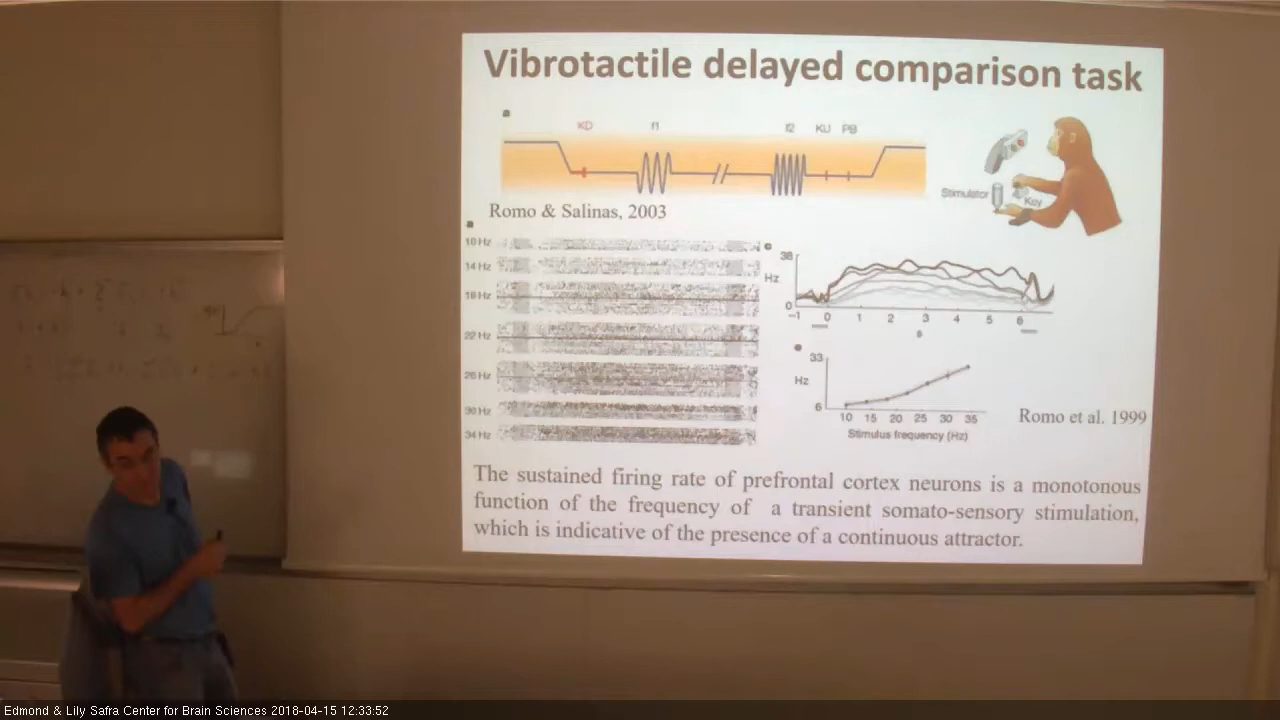 Vibrotactile delayed comparison task
KD f1 f2 KU PB
Stimulator
Key
Romo & Salinas, 2003
10 Hz
14 Hz
18 Hz
22 Hz
26 Hz
30 Hz
34 Hz
38
Hz
0
-1 0 1 2 3 4 5 6
s
33
Hz
6
10 15 20 25 30 35
Stimulus frequency (Hz)
Romo et al. 1999
The sustained firing rate of prefrontal cortex neurons is a monotonous
function of the frequency of a transient somato-sensory stimulation,
which is indicative of the presence of a continuous attractor.
Edmond & Lily Safra Center for Brain Sciences 2018-04-15 12:33:52